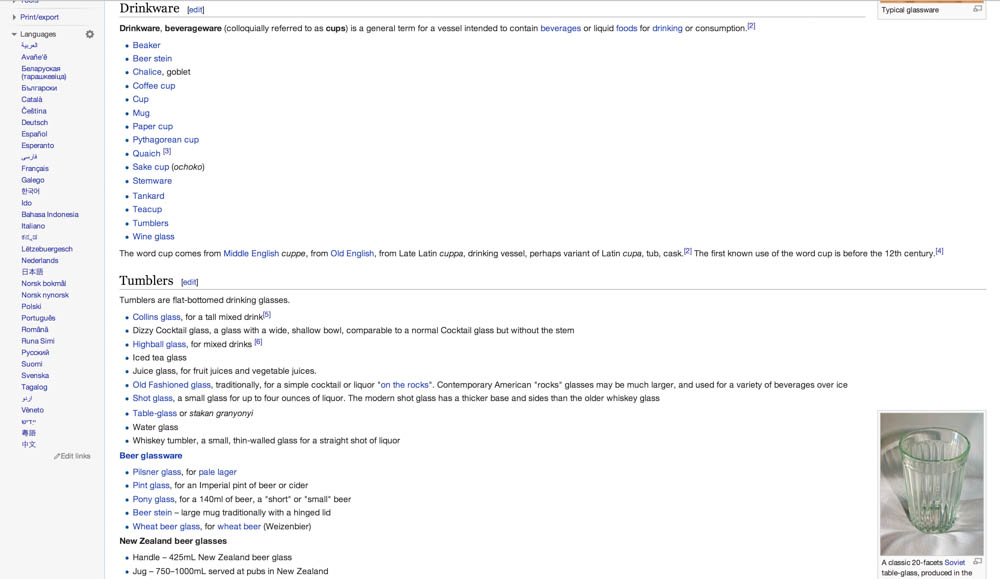 Tools
Print/export
Languages
العربية
Avañe'ẽ
Беларуская
(тарашкевіца)
Български
Català
Čeština
Deutsch
Español
Esperanto
فارسی
Français
Galego
한국어
Ido
Bahasa Indonesia
Italiano
ಕನ್ನಡ
Lëtzebuergesch
Nederlands
日本語
Norsk bokmål
Norsk nynorsk
Polski
Português
Română
Runa Simi
Русский
Suomi
Svenska
Tagalog
اردو
Vèneto
ייִדיש
粵語
中文
Edit links
Drinkware [edit]
Drinkware, beverageware (colloquially referred to as cups) is a general term for a vessel intended to contain beverages or liquid foods for drinking or consumption.[2]
Beaker
Beer stein
Chalice, goblet
Coffee cup
Cup
Mug
Paper cup
Pythagorean cup
Quaich [3]
Sake cup (ochoko)
Stemware
Tankard
Teacup
Tumblers
Wine glass
The word cup comes from Middle English cuppe, from Old English, from Late Latin cuppa, drinking vessel, perhaps variant of Latin cupa, tub, cask.[2] The first known use of the word cup is before the 12th century.[4]
Tumblers [edit]
Tumblers are flat-bottomed drinking glasses.
Collins glass, for a tall mixed drink[5]
Dizzy Cocktail glass, a glass with a wide, shallow bowl, comparable to a normal Cocktail glass but without the stem
Highball glass, for mixed drinks [6]
Iced tea glass
Juice glass, for fruit juices and vegetable juices.
Old Fashioned glass, traditionally, for a simple cocktail or liquor "on the rocks". Contemporary American "rocks" glasses may be much larger, and used for a variety of beverages over ice
Shot glass, a small glass for up to four ounces of liquor. The modern shot glass has a thicker base and sides than the older whiskey glass
Table-glass or stakan granyonyi
Water glass
Whiskey tumbler, a small, thin-walled glass for a straight shot of liquor
Beer glassware
Pilsner glass, for pale lager
Pint glass, for an Imperial pint of beer or cider
Pony glass, for a 140ml of beer, a "short" or "small" beer
Beer stein – large mug traditionally with a hinged lid
Wheat beer glass, for wheat beer (Weizenbier)
New Zealand beer glasses
Handle – 425mL New Zealand beer glass
Jug – 750–1000mL served at pubs in New Zealand
Typical glassware
A classic 20-facets Soviet
table-glass, produced in the